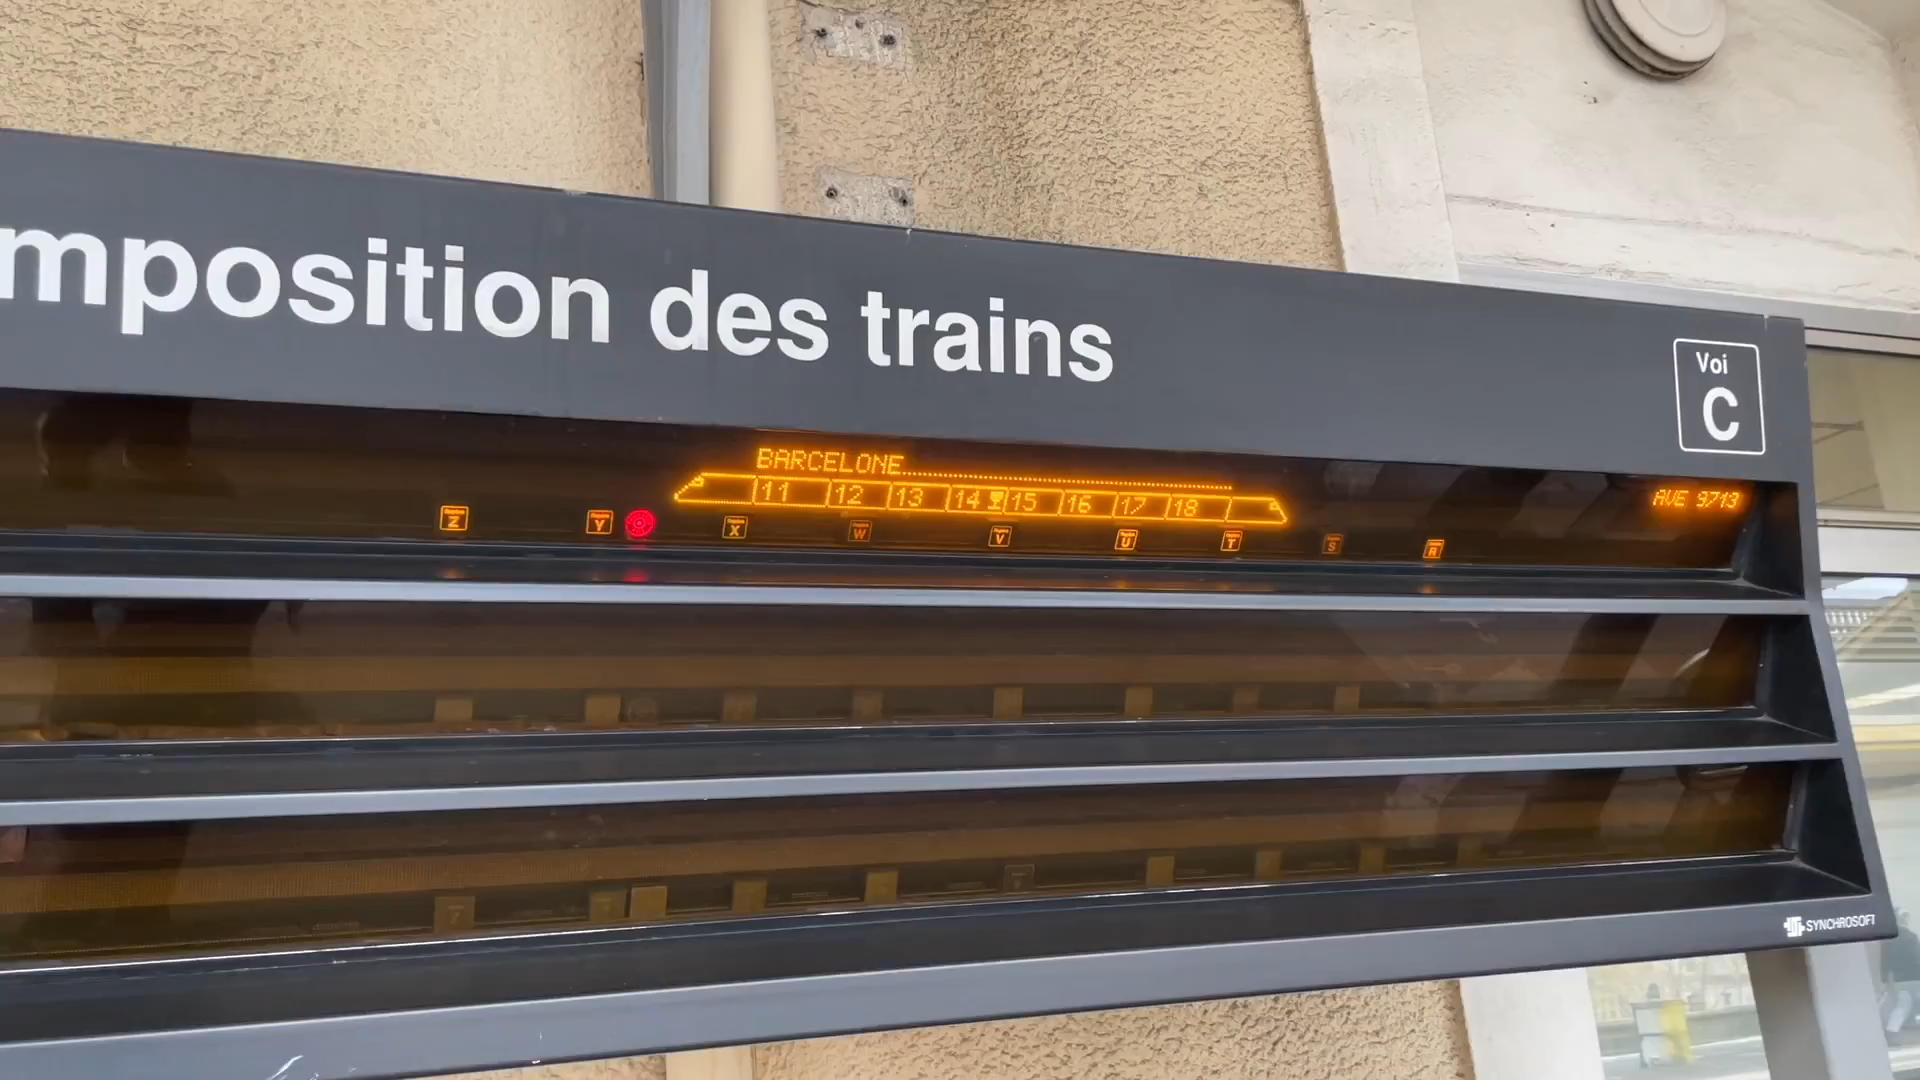 mposition des trains
Voi
C
BARCELONE
11 12 13 14 15 16 17 18
AVE 9713
Z Y X W V U T S R
SYNCHROSOFT